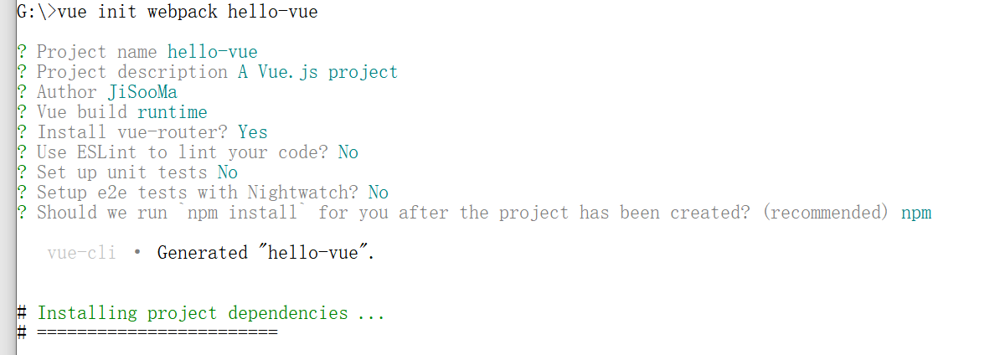 G:\>vue init webpack hello-vue
? Project name hello-vue
? Project description A Vue.js project
? Author JiSooMa
? Vue build runtime
? Install vue-router? Yes
? Use ESLint to lint your code? No
? Set up unit tests No
? Setup e2e tests with Nightwatch? No
? Should we run `npm install` for you after the project has been created? (recommended) npm
vue-cli · Generated "hello-vue".
# Installing project dependencies ...
# ========================